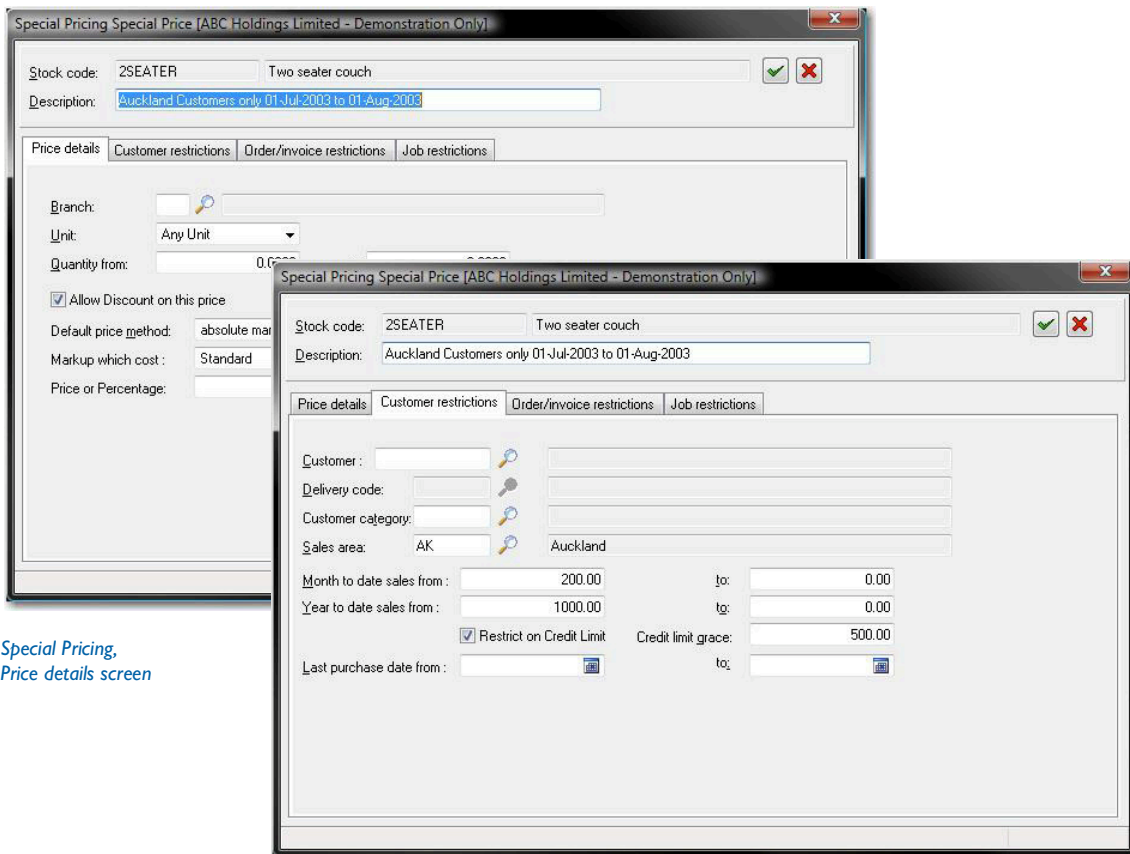 Special Pricing Special Price [ABC Holdings Limited - Demonstration Only]
Stock code: 2SEATER Two seater couch
Description: Auckland Customers only 01-Jul-2003 to 01-Aug-2003
Price details Customer restrictions Order/invoice restrictions Job restrictions
Branch:
Unit: Any Unit
Quantity from:
Allow Discount on this price
Default price method: absolute
Markup which cost : Standard
Price or Percentage:
Special Pricing,
Price details screen
Special Pricing Special Price [ABC Holdings Limited - Demonstration Only]
Stock code: 2SEATER Two seater couch
Description: Auckland Customers only 01-Jul-2003 to 01-Aug-2003
Price details Customer restrictions Order/invoice restrictions Job restrictions
Customer :
Delivery code:
Customer category:
Sales area: AK Auckland
Month to date sales from : 200.00 to: 0.00
Year to date sales from : 1000.00 to: 0.00
Restrict on Credit Limit Credit limit grace: 500.00
Last purchase date from : to: